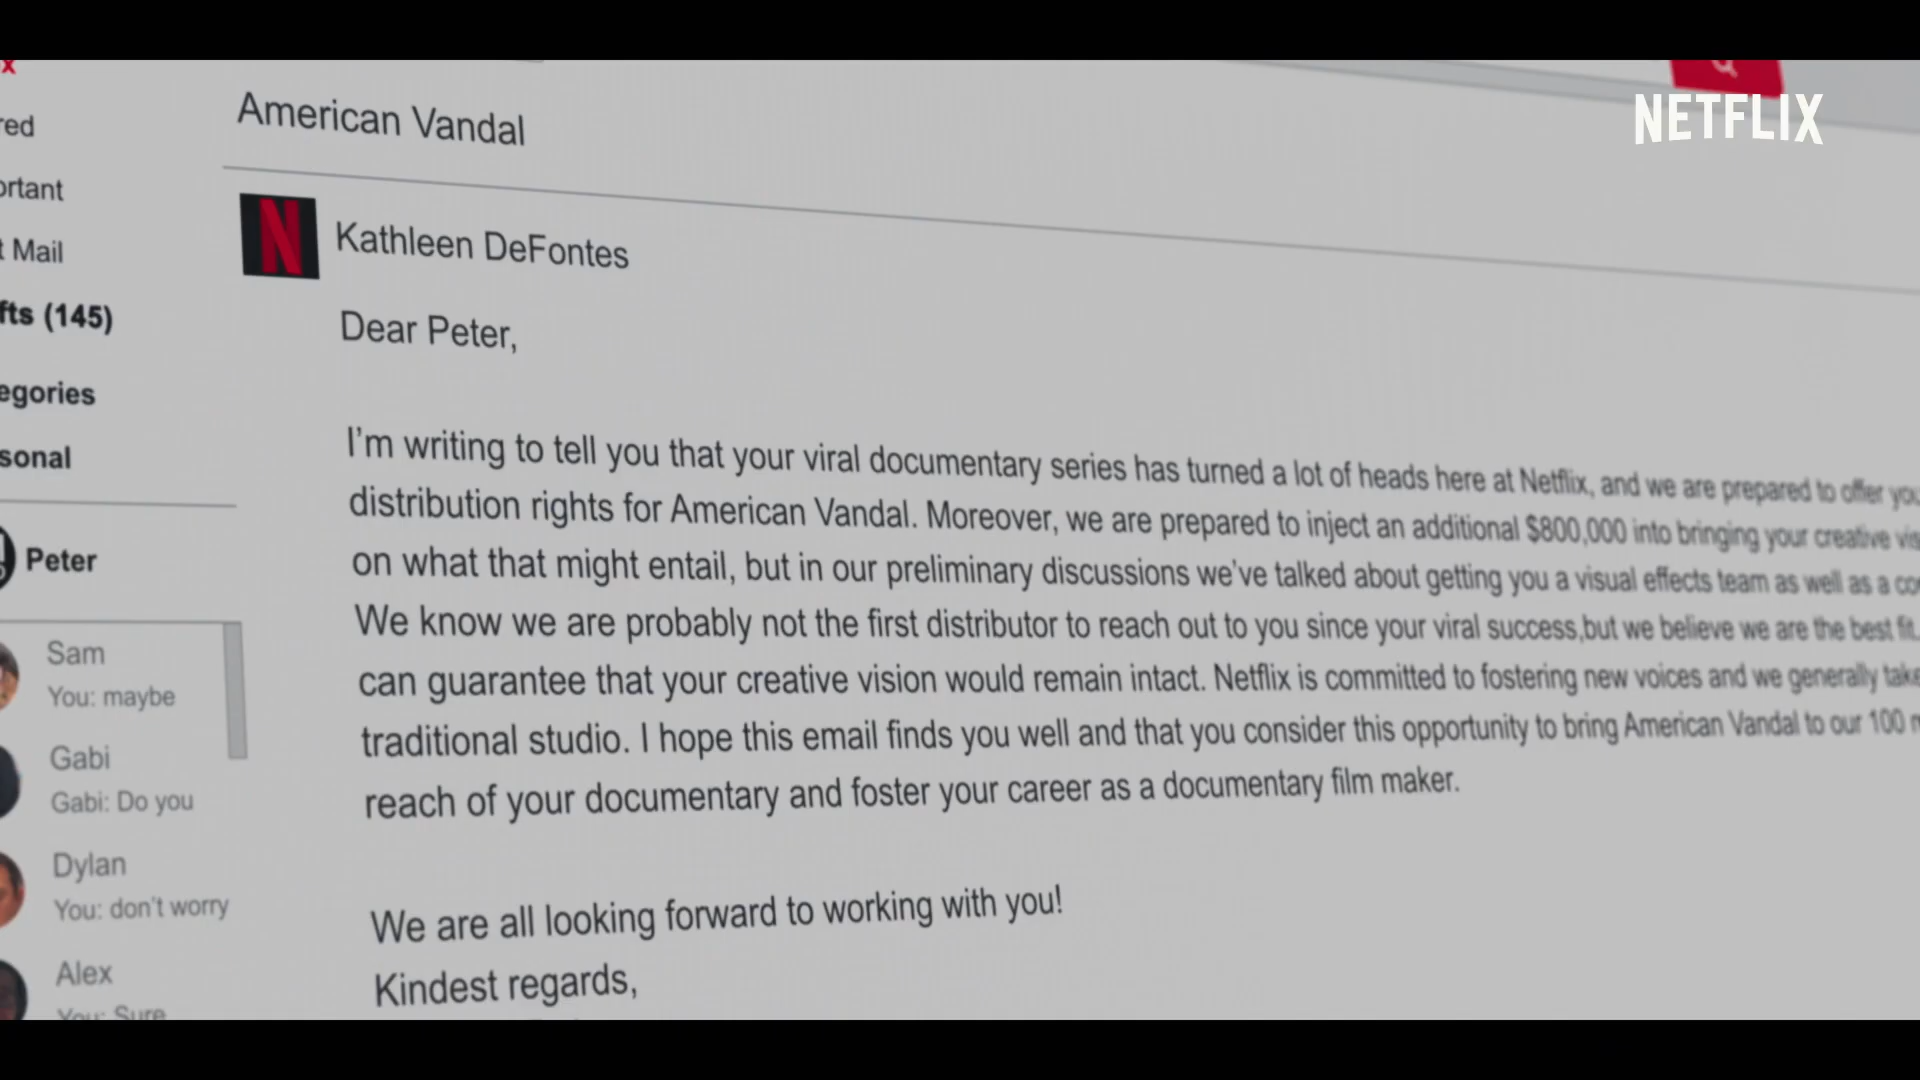 x
American Vandal
NETFLIX
red
ortant
t Mail
fts (145)
egories
sonal
Peter
Sam
You: maybe
Gabi
Gabi: Do you
Dylan
You: don't worry
Alex
You: Sure
N
Kathleen DeFontes
Dear Peter,
I'm writing to tell you that your viral documentary series has turned a lot of heads here at Netflix, and we are prepared to offer you
distribution rights for American Vandal. Moreover, we are prepared to inject an additional $800,000 into bringing your creative vis
on what that might entail, but in our preliminary discussions we've talked about getting you a visual effects team as well as a co
We know we are probably not the first distributor to reach out to you since your viral success,but we believe we are the best fit.
can guarantee that your creative vision would remain intact. Netflix is committed to fostering new voices and we generally take
traditional studio. I hope this email finds you well and that you consider this opportunity to bring American Vandal to our 100 m
reach of your documentary and foster your career as a documentary film maker.
We are all looking forward to working with you!
Kindest regards,